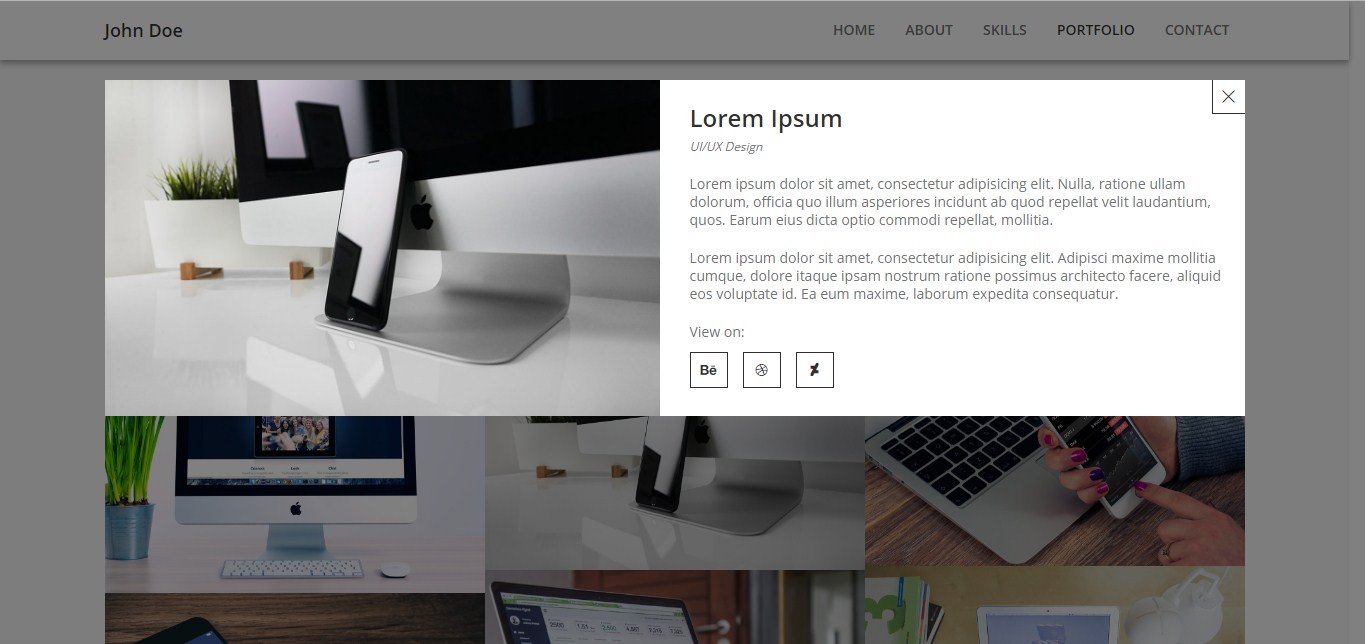 John Doe
HOME ABOUT SKILLS PORTFOLIO CONTACT
Lorem Ipsum
UI/UX Design
Lorem ipsum dolor sit amet, consectetur adipisicing elit. Nulla, ratione ullam
dolorum, officia quo illum asperiores incidunt ab quod repellat velit laudantium,
quos. Earum eius dicta optio commodi repellat, mollitia.
Lorem ipsum dolor sit amet, consectetur adipisicing elit. Adipisci maxime mollitia
cumque, dolore itaque ipsam nostrum ratione possimus architecto facere, aliquid
eos voluptate id. Ea eum maxime, laborum expedita consequatur.
View on:
Bē